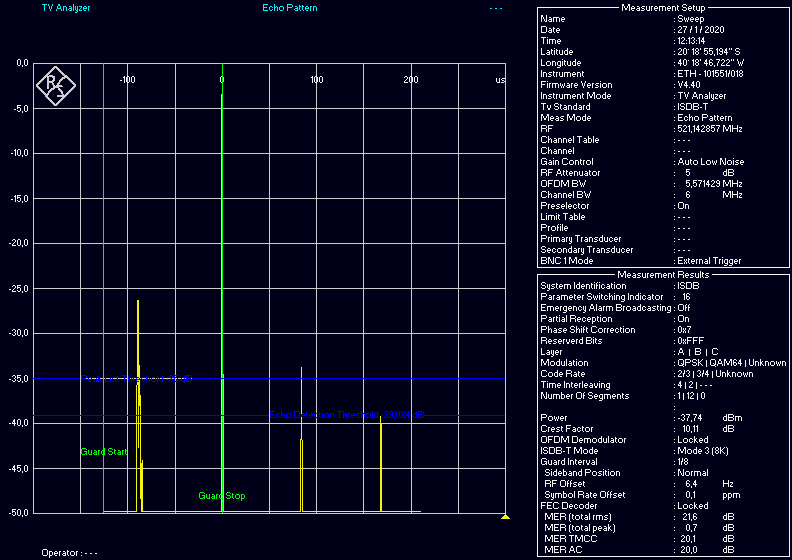 TV Analyzer Echo Pattern ---
0,0 -100 0 100 200 us
-5,0
-10,0
-15,0
-20,0
-25,0
-30,0
-35,0
-40,0
Echo Detection Threshold -39,084 dB
Guard Start
-45,0
Guard Stop
-50,0
Operator : ---
Measurement Setup
Name : Sweep
Date : 27 / 1 / 2020
Time : 12:13:14
Latitude : 20° 18' 55,194'' S
Longitude : 40° 18' 46,722'' W
Instrument : ETH - 101551/018
Firmware Version : V4.40
Instrument Mode : TV Analyzer
Tv Standard : ISDB-T
Meas Mode : Echo Pattern
RF : 521,142857 MHz
Channel Table : ---
Channel : ---
Gain Control : Auto Low Noise
RF Attenuator : 5 dB
OFDM BW : 5,571429 MHz
Channel BW : 6 MHz
Preselector : On
Limit Table : ---
Profile : ---
Primary Transducer : ---
Secondary Transducer : ---
BNC 1 Mode : External Trigger
Measurement Results
System Identification : ISDB
Parameter Switching Indicator : 16
Emergency Alarm Broadcasting : Off
Partial Reception : On
Phase Shift Correction : 0x7
Reserverd Bits : 0xFFF
Layer : A | B | C
Modulation : QPSK | QAM64 | Unknown
Code Rate : 2/3 | 3/4 | Unknown
Time Interleaving : 4 | 2 | ---
Number Of Segments : 1 | 12 | 0
:
Power : -37,74 dBm
Crest Factor : 10,11 dB
OFDM Demodulator : Locked
ISDB-T Mode : Mode 3 (8K)
Guard Interval : 1/8
Sideband Position : Normal
RF Offset : 6,4 Hz
Symbol Rate Offset : 0,1 ppm
FEC Decoder : Locked
MER (total rms) : 21,6 dB
MER (total peak) : 0,7 dB
MER TMCC : 20,1 dB
MER AC : 20,0 dB